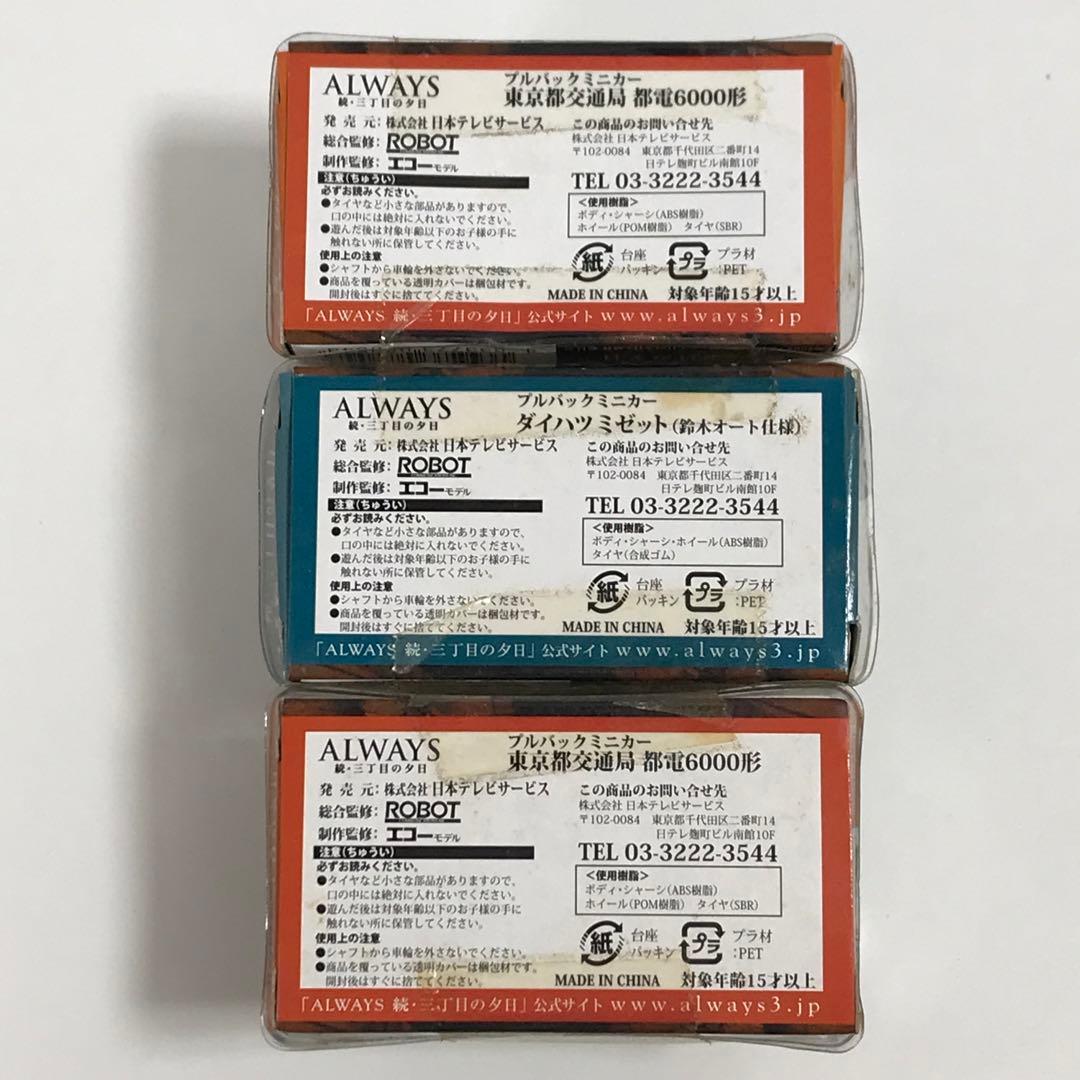 ALWAYS
続・三丁目の夕日
プルバックミニカー
東京都交通局 都電6000形
発売元：株式会社 日本テレビサービス
総合監修：ROBOT
制作監修：エコーモデル
注意(ちゅうい)
必ずお読みください。
●タイヤなど小さな部品がありますので、
口の中には絶対に入れないでください。
●遊んだ後は対象年齢以下のお子様の手に
触れない所に保管してください。
使用上の注意
●シャフトから車輪を外さないでください。
●商品を覆っている透明カバーは梱包材です。
開封後はすぐに捨ててください。
この商品のお問い合せ先
株式会社 日本テレビサービス
〒102-0084 東京都千代田区二番町14
日テレ麹町ビル南館10F
TEL 03-3222-3544
＜使用樹脂＞
ボディ・シャーシ(ABS樹脂)
ホイール(POM樹脂) タイヤ(SBR)
紙 台座 パッキン プラ プラ材 :PET
MADE IN CHINA 対象年齢15才以上
「ALWAYS 続・三丁目の夕日」公式サイト www.always3.jp
ALWAYS
続・三丁目の夕日
プルバックミニカー
ダイハツ ミゼット(鈴木オート仕様)
発売元：株式会社 日本テレビサービス
総合監修：ROBOT
制作監修：エコーモデル
注意(ちゅうい)
必ずお読みください。
●タイヤなど小さな部品がありますので、
口の中には絶対に入れないでください。
●遊んだ後は対象年齢以下のお子様の手に
触れない所に保管してください。
使用上の注意
●シャフトから車輪を外さないでください。
●商品を覆っている透明カバーは梱包材です。
開封後はすぐに捨ててください。
この商品のお問い合せ先
株式会社 日本テレビサービス
〒102-0084 東京都千代田区二番町14
日テレ麹町ビル南館10F
TEL 03-3222-3544
＜使用樹脂＞
ボディ・シャーシ・ホイール(ABS樹脂)
タイヤ(合成ゴム)
紙 台座 パッキン プラ プラ材 :PET
MADE IN CHINA 対象年齢15才以上
「ALWAYS 続・三丁目の夕日」公式サイト www.always3.jp
ALWAYS
続・三丁目の夕日
プルバックミニカー
東京都交通局 都電6000形
発売元：株式会社 日本テレビサービス
総合監修：ROBOT
制作監修：エコーモデル
注意(ちゅうい)
必ずお読みください。
●タイヤなど小さな部品がありますので、
口の中には絶対に入れないでください。
●遊んだ後は対象年齢以下のお子様の手に
触れない所に保管してください。
使用上の注意
●シャフトから車輪を外さないでください。
●商品を覆っている透明カバーは梱包材です。
開封後はすぐに捨ててください。
この商品のお問い合せ先
株式会社 日本テレビサービス
〒102-0084 東京都千代田区二番町14
日テレ麹町ビル南館10F
TEL 03-3222-3544
＜使用樹脂＞
ボディ・シャーシ(ABS樹脂)
ホイール(POM樹脂) タイヤ(SBR)
紙 台座 パッキン プラ プラ材 :PET
MADE IN CHINA 対象年齢15才以上
「ALWAYS 続・三丁目の夕日」公式サイト www.always3.jp